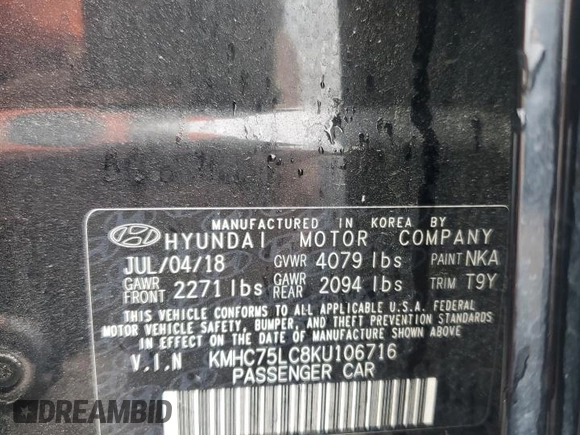 MANUFACTURED IN KOREA BY
HYUNDAI MOTOR COMPANY
JUL/04/18 GVWR 4079 lbs PAINT NKA
GAWR FRONT 2271 lbs GAWR REAR 2094 lbs TRIM T9Y
THIS VEHICLE CONFORMS TO ALL APPLICABLE U.S.A. FEDERAL
MOTOR VEHICLE SAFETY, BUMPER, AND THEFT PREVENTION STANDARDS
IN EFFECT ON THE DATE OF MANUFACTURE SHOWN ABOVE
V.I.N KMHC75LC8KU106716
PASSENGER CAR
DREAMBID